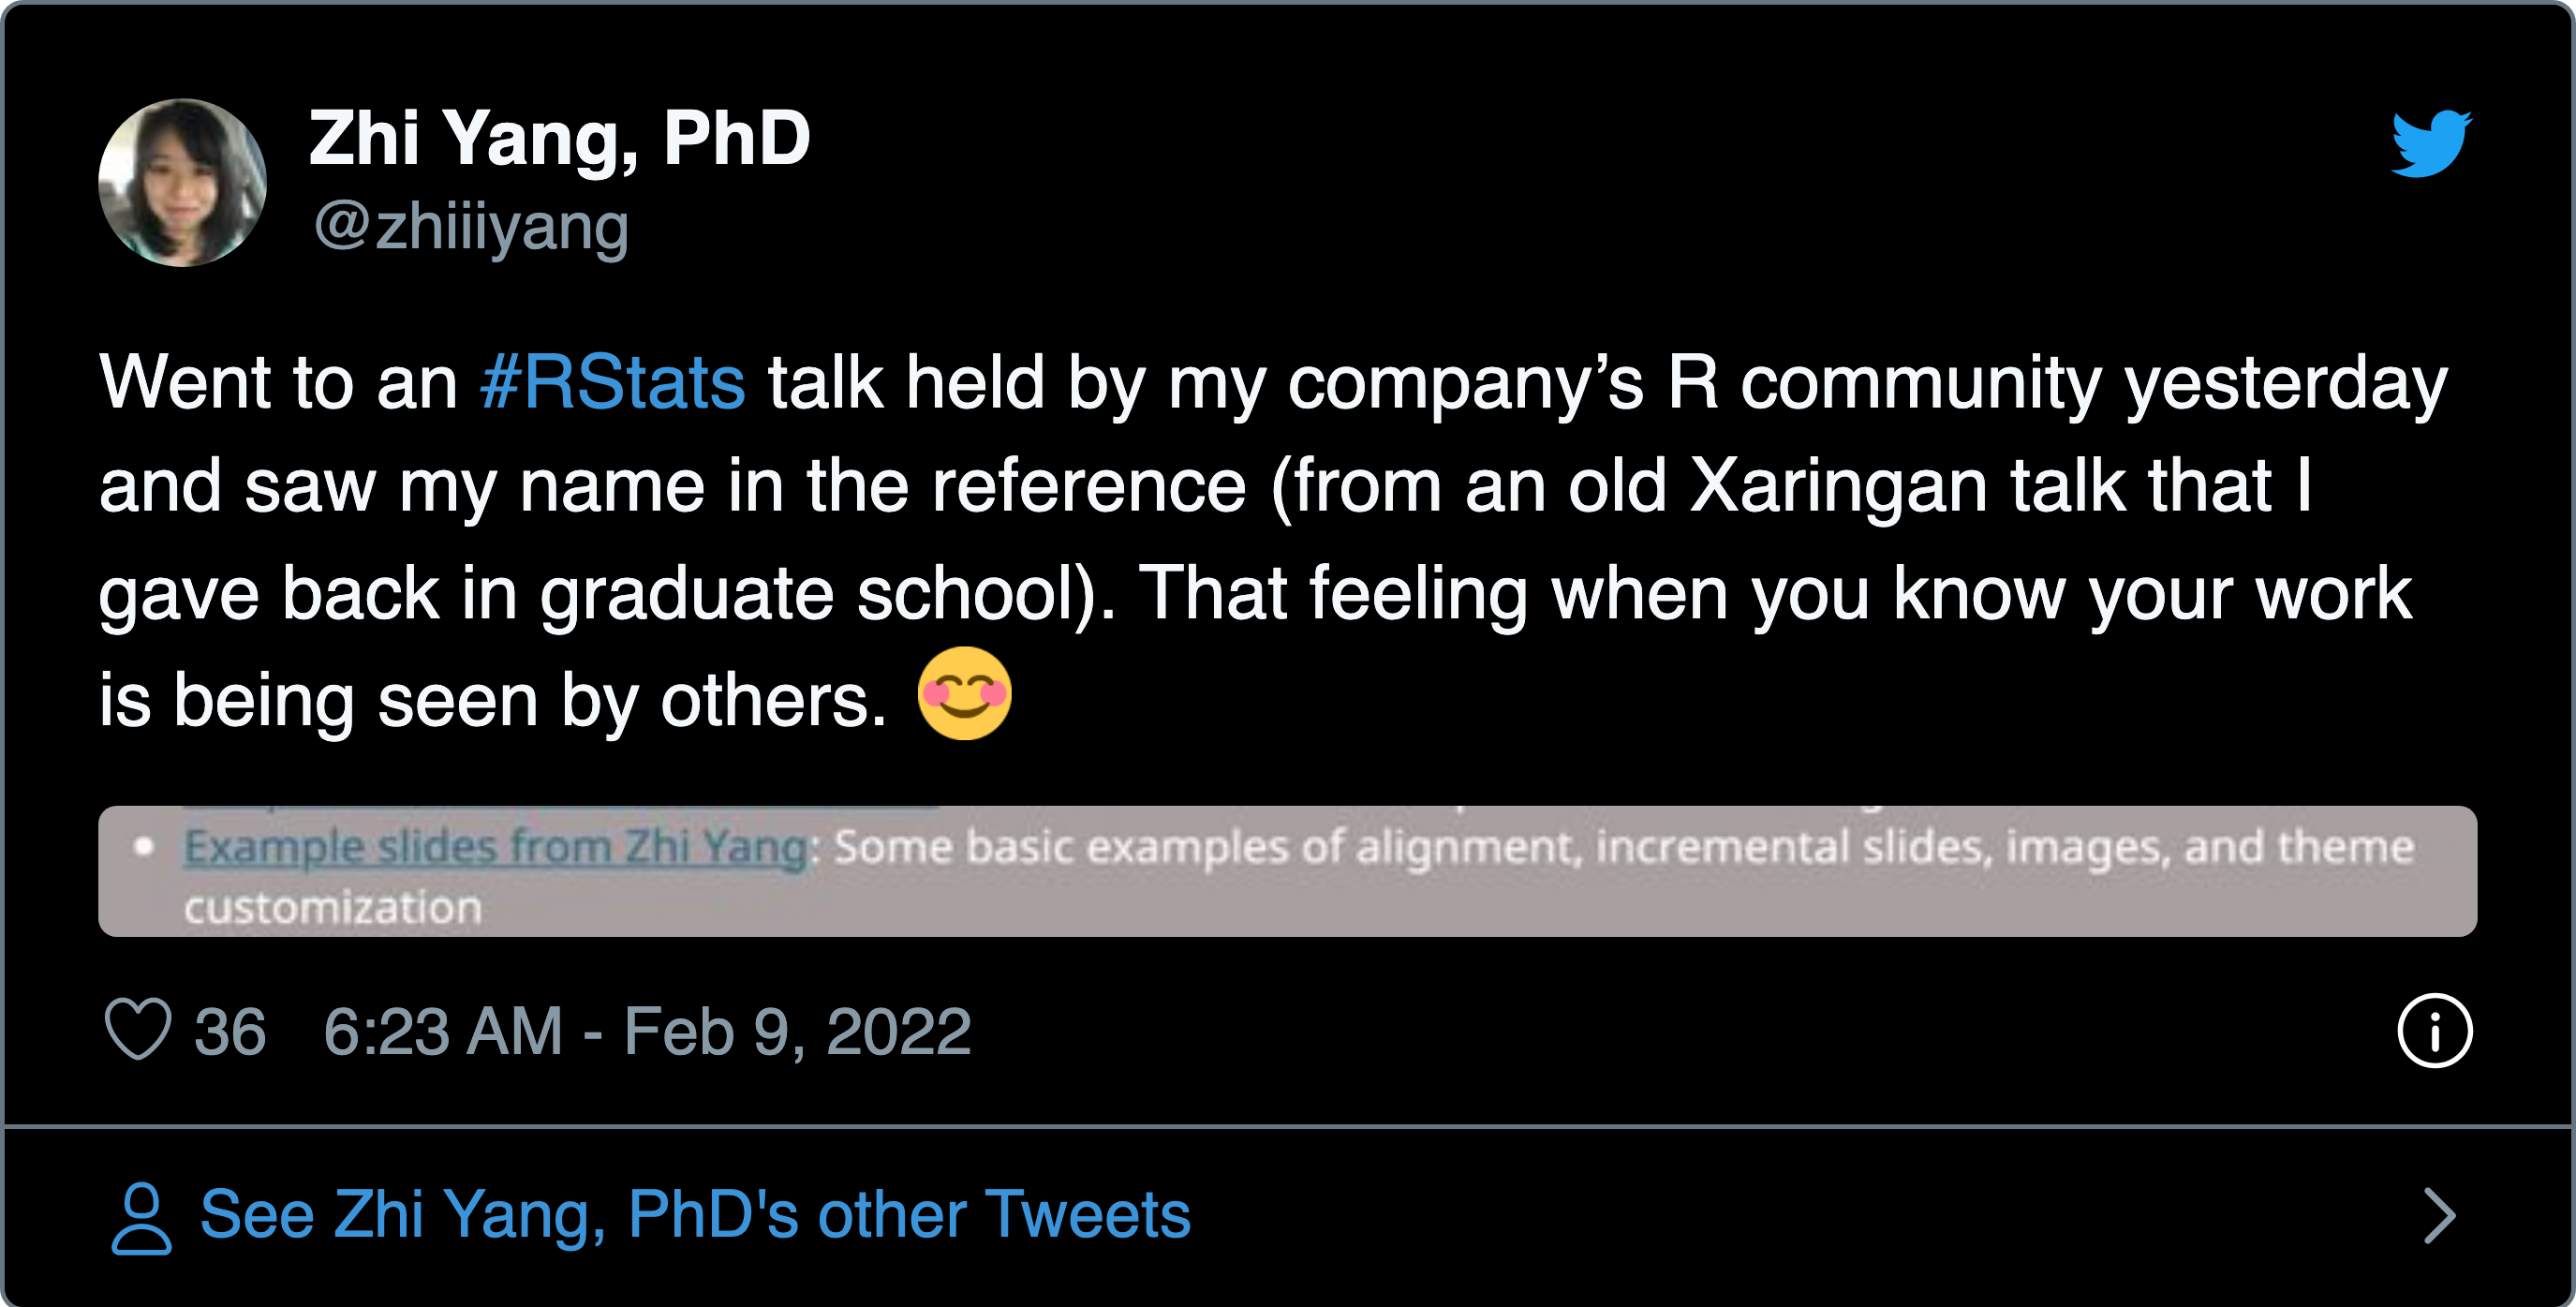 Zhi Yang, PhD
@zhiiiyang
Went to an #RStats talk held by my company’s R community yesterday
and saw my name in the reference (from an old Xaringan talk that I
gave back in graduate school). That feeling when you know your work
is being seen by others. 😊
Example slides from Zhi Yang: Some basic examples of alignment, incremental slides, images, and theme
customization
36 6:23 AM - Feb 9, 2022
See Zhi Yang, PhD's other Tweets